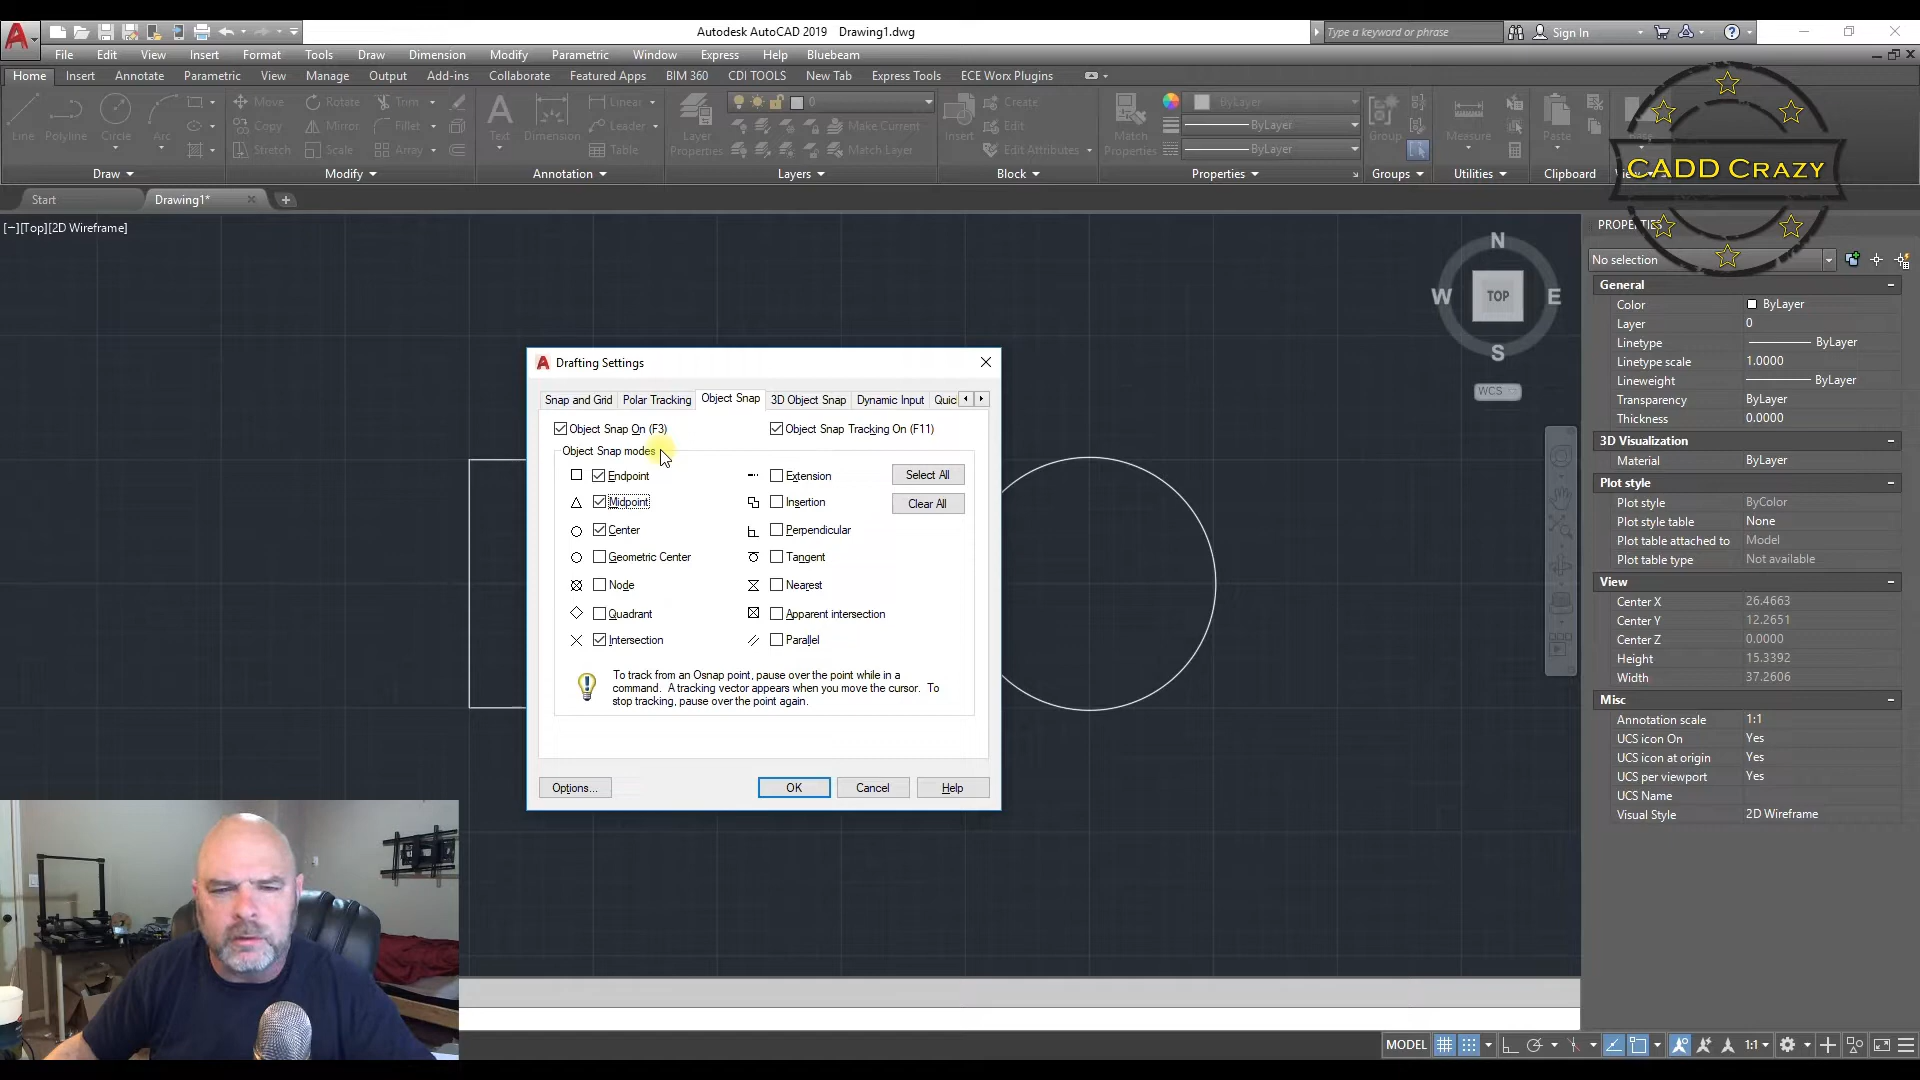 Autodesk AutoCAD 2019 Drawing1.dwg
Type a keyword or phrase
Sign In
File Edit View Insert Format Tools Draw Dimension Modify Parametric Window Express Help Bluebeam
Home Insert Annotate Parametric View Manage Output Add-ins Collaborate Featured Apps BIM 360 CDI TOOLS New Tab Express Tools ECE Worx Plugins
Line
Polyline
Circle
Arc
Move Rotate Trim
Copy Mirror Fillet
Stretch Scale Array
Text
Dimension
Linear
Leader
Table
Layer
Properties
0
Make Current
Match Layer
Insert
Create
Edit
Edit Attributes
Match
Properties
ByLayer
ByLayer
ByLayer
Group
Measure
Paste
Draw Modify Annotation Layers Block Properties Groups Utilities Clipboard
CADD CRAZY
Start
Drawing1*
[–][Top][2D Wireframe]
N
W TOP E
S
WCS
Drafting Settings
Snap and Grid Polar Tracking Object Snap 3D Object Snap Dynamic Input Quic
Object Snap On (F3)
Object Snap Tracking On (F11)
Object Snap modes
Endpoint
Midpoint
Center
Geometric Center
Node
Quadrant
Intersection
Extension
Insertion
Perpendicular
Tangent
Nearest
Apparent intersection
Parallel
Select All
Clear All
To track from an Osnap point, pause over the point while in a
command. A tracking vector appears when you move the cursor. To
stop tracking, pause over the point again.
Options...
OK
Cancel
Help
No selection
General
Color ByLayer
Layer 0
Linetype ByLayer
Linetype scale 1.0000
Lineweight ByLayer
Transparency ByLayer
Thickness 0.0000
3D Visualization
Material ByLayer
Plot style
Plot style ByColor
Plot style table None
Plot table attached to Model
Plot table type Not available
View
Center X 26.4663
Center Y 12.2651
Center Z 0.0000
Height 15.3392
Width 37.2606
Misc
Annotation scale 1:1
UCS icon On Yes
UCS icon at origin Yes
UCS per viewport Yes
UCS Name
Visual Style 2D Wireframe
MODEL
1:1